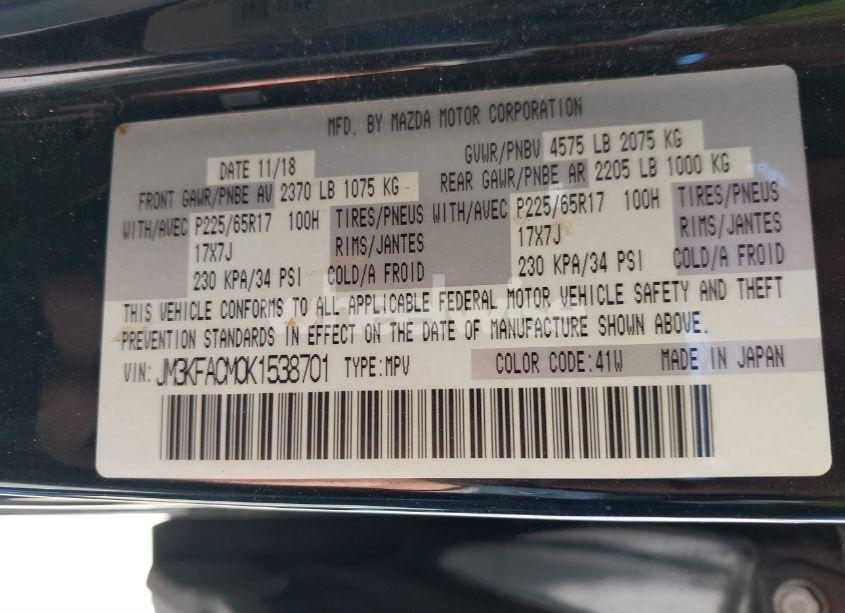 MFD. BY MAZDA MOTOR CORPORATION
DATE 11/18 GVWR/PNBV 4575 LB 2075 KG
FRONT GAWR/PNBE AV 2370 LB 1075 KG REAR GAWR/PNBE AR 2205 LB 1000 KG
WITH/AVEC P225/65R17 100H TIRES/PNEUS WITH/AVEC P225/65R17 100H TIRES/PNEUS
17X7J RIMS/JANTES 17X7J RIMS/JANTES
230 KPA/34 PSI COLD/A FROID 230 KPA/34 PSI COLD/A FROID
THIS VEHICLE CONFORMS TO ALL APPLICABLE FEDERAL MOTOR VEHICLE SAFETY AND THEFT
PREVENTION STANDARDS IN EFFECT ON THE DATE OF MANUFACTURE SHOWN ABOVE.
VIN: JM3KFACM0K1538701 TYPE:MPV COLOR CODE:41W MADE IN JAPAN